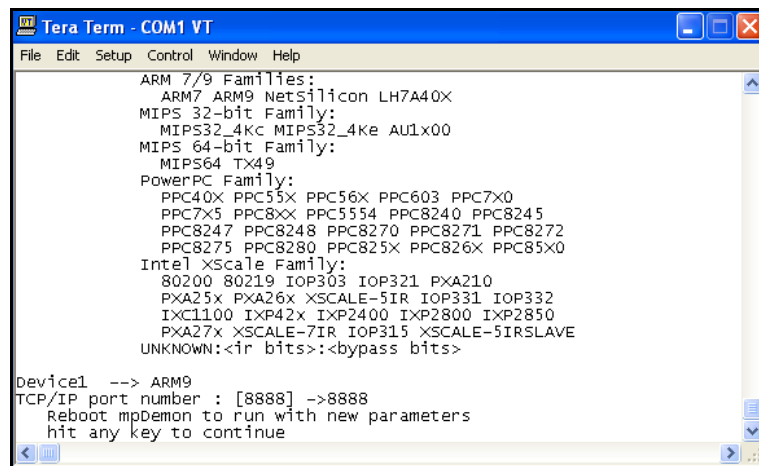 Tera Term - COM1 VT
File Edit Setup Control Window Help
ARM 7/9 Families:
ARM7 ARM9 NetSilicon LH7A40X
MIPS 32-bit Family:
MIPS32_4Kc MIPS32_4Ke AU1x00
MIPS 64-bit Family:
MIPS64 TX49
PowerPC Family:
PPC40X PPC55X PPC56X PPC603 PPC7X0
PPC7X5 PPC8XX PPC5554 PPC8240 PPC8245
PPC8247 PPC8248 PPC8270 PPC8271 PPC8272
PPC8275 PPC8280 PPC825X PPC826X PPC85X0
Intel XScale Family:
80200 80219 IOP303 IOP321 PXA210
PXA25x PXA26x XSCALE-5IR IOP331 IOP332
IXC1100 IXP42x IXP2400 IXP2800 IXP2850
PXA27x XSCALE-7IR IOP315 XSCALE-5IRSLAVE
UNKNOWN:<ir bits>:<bypass bits>
Device1 --> ARM9
TCP/IP port number : [8888] ->8888
Reboot mpDemon to run with new parameters
hit any key to continue